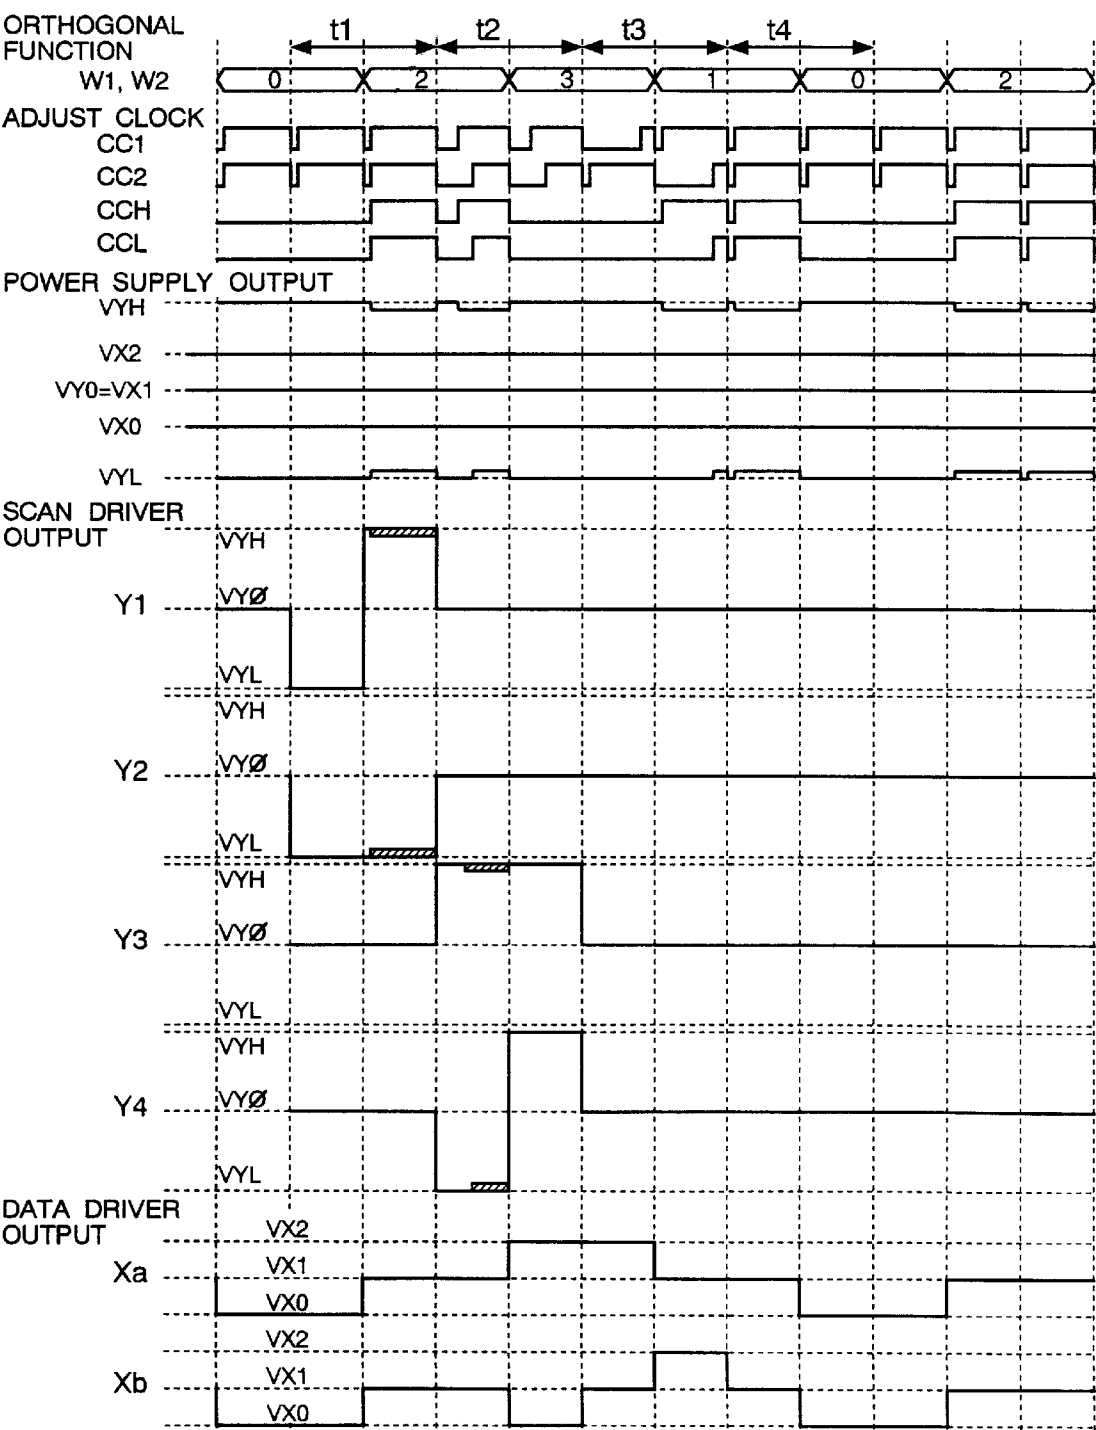 ORTHOGONAL
FUNCTION
t1 t2 t3 t4
W1, W2 0 2 3 1 0 2
ADJUST CLOCK
CC1
CC2
CCH
CCL
POWER SUPPLY OUTPUT
VYH
VX2
VY0=VX1
VX0
VYL
SCAN DRIVER
OUTPUT
VYH
Y1 VYØ
VYL
VYH
Y2 VYØ
VYL
VYH
Y3 VYØ
VYL
VYH
Y4 VYØ
VYL
DATA DRIVER
OUTPUT
VX2
Xa VX1
VX0
VX2
Xb VX1
VX0